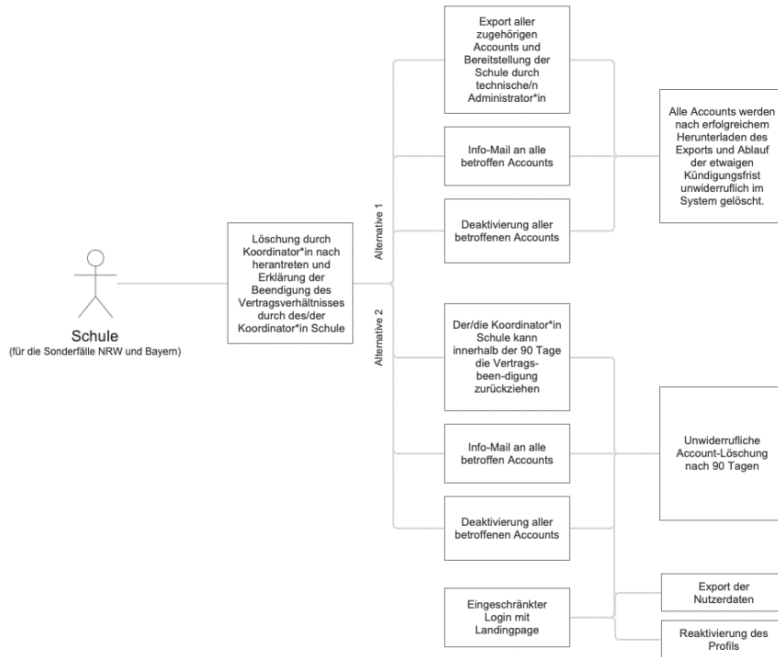 Export aller
zugehörigen
Accounts und
Bereitstellung der
Schule durch
technische/n
Administrator*in
Info-Mail an alle
betroffen Accounts
Deaktivierung aller
betroffenen Accounts
Alle Accounts werden
nach erfolgreichem
Herunterladen des
Exports und Ablauf
der etwaigen
Kündigungsfrist
unwiderruflich im
System gelöscht.
Alternative 1
Schule
(für die Sonderfälle NRW und Bayern)
Löschung durch
Koordinator*in nach
herantreten und
Erklärung der
Beendigung des
Vertragsverhältnisses
durch des/der
Koordinator*in Schule
Alternative 2
Der/die Koordinator*in
Schule kann
innerhalb der 90 Tage
die Vertrags-
been-digung
zurückziehen
Info-Mail an alle
betroffen Accounts
Deaktivierung aller
betroffenen Accounts
Unwiderrufliche
Account-Löschung
nach 90 Tagen
Eingeschränkter
Login mit
Landingpage
Export der
Nutzerdaten
Reaktivierung des
Profils